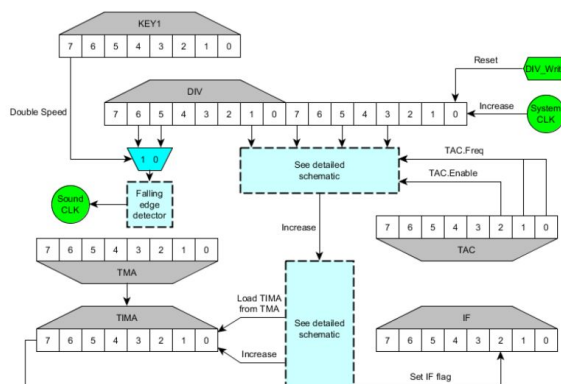 KEY1
7 6 5 4 3 2 1 0
Reset
DIV_Writ
DIV
Double Speed
7 6 5 4 3 2 1 0 7 6 5 4 3 2 1 0
Increase
System
CLK
1 0
See detailed
schematic
TAC.Freq
TAC.Enable
Falling
edge
detector
Sound
CLK
Increase
7 6 5 4 3 2 1 0
TAC
7 6 5 4 3 2 1 0
TMA
Load TIMA
from TMA
See detailed
schematic
TIMA
7 6 5 4 3 2 1 0
Increase
IF
7 6 5 4 3 2 1 0
Set IF flag